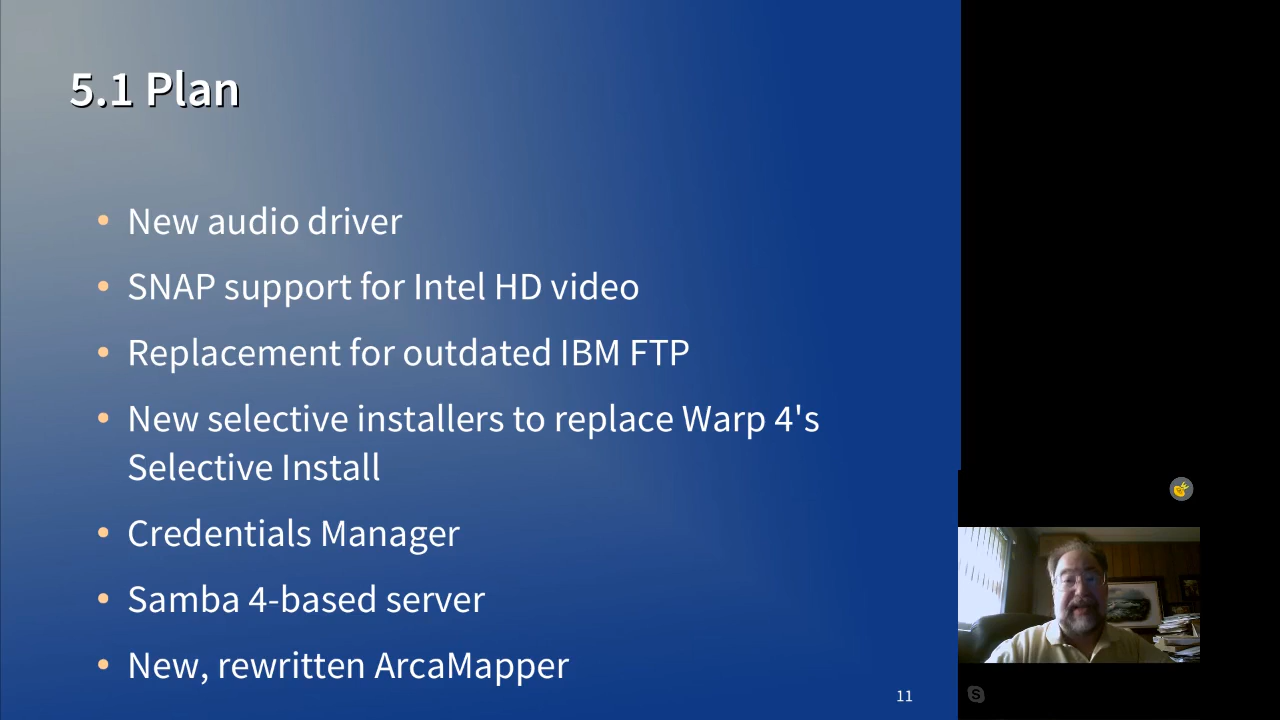 5.1 Plan
• New audio driver
• SNAP support for Intel HD video
• Replacement for outdated IBM FTP
• New selective installers to replace Warp 4's
Selective Install
• Credentials Manager
• Samba 4-based server
• New, rewritten ArcaMapper
11